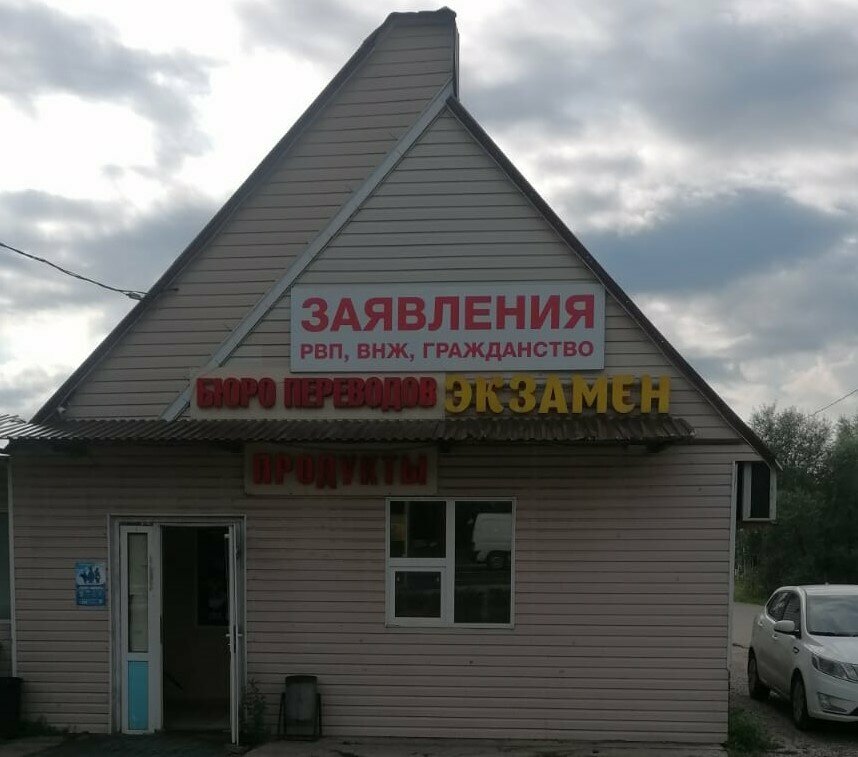 ЗАЯВЛЕНИЯ
РВП, ВНЖ, ГРАЖДАНСТВО
БЮРО ПЕРЕВОДОВ ЭКЗАМЕН
ПРОДУКТЫ